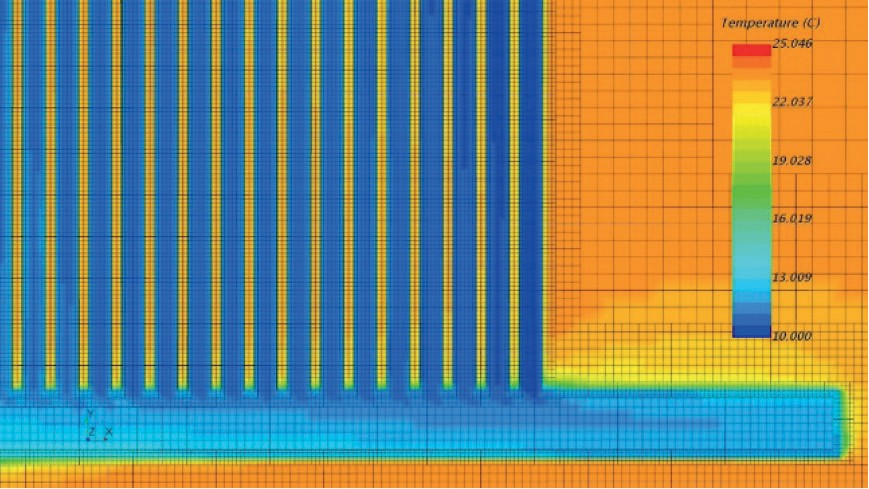 Temperature (C)
25.046
22.037
19.028
16.019
13.009
10.000
Y
Z X